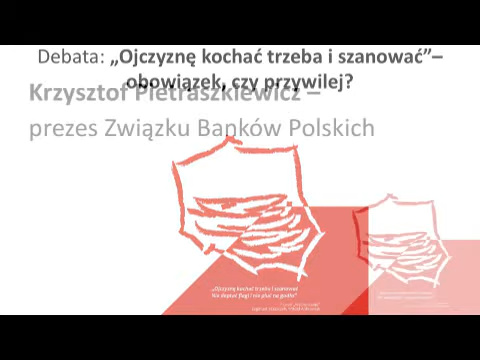 Debata: „Ojczyznę kochać trzeba i szanować”–
obowiązek, czy przywilej?
Krzysztof Pietraszkiewicz –
prezes Związku Banków Polskich
„Ojczyznę kochać trzeba i szanować
Nie deptać flagi i nie pluć na godło”